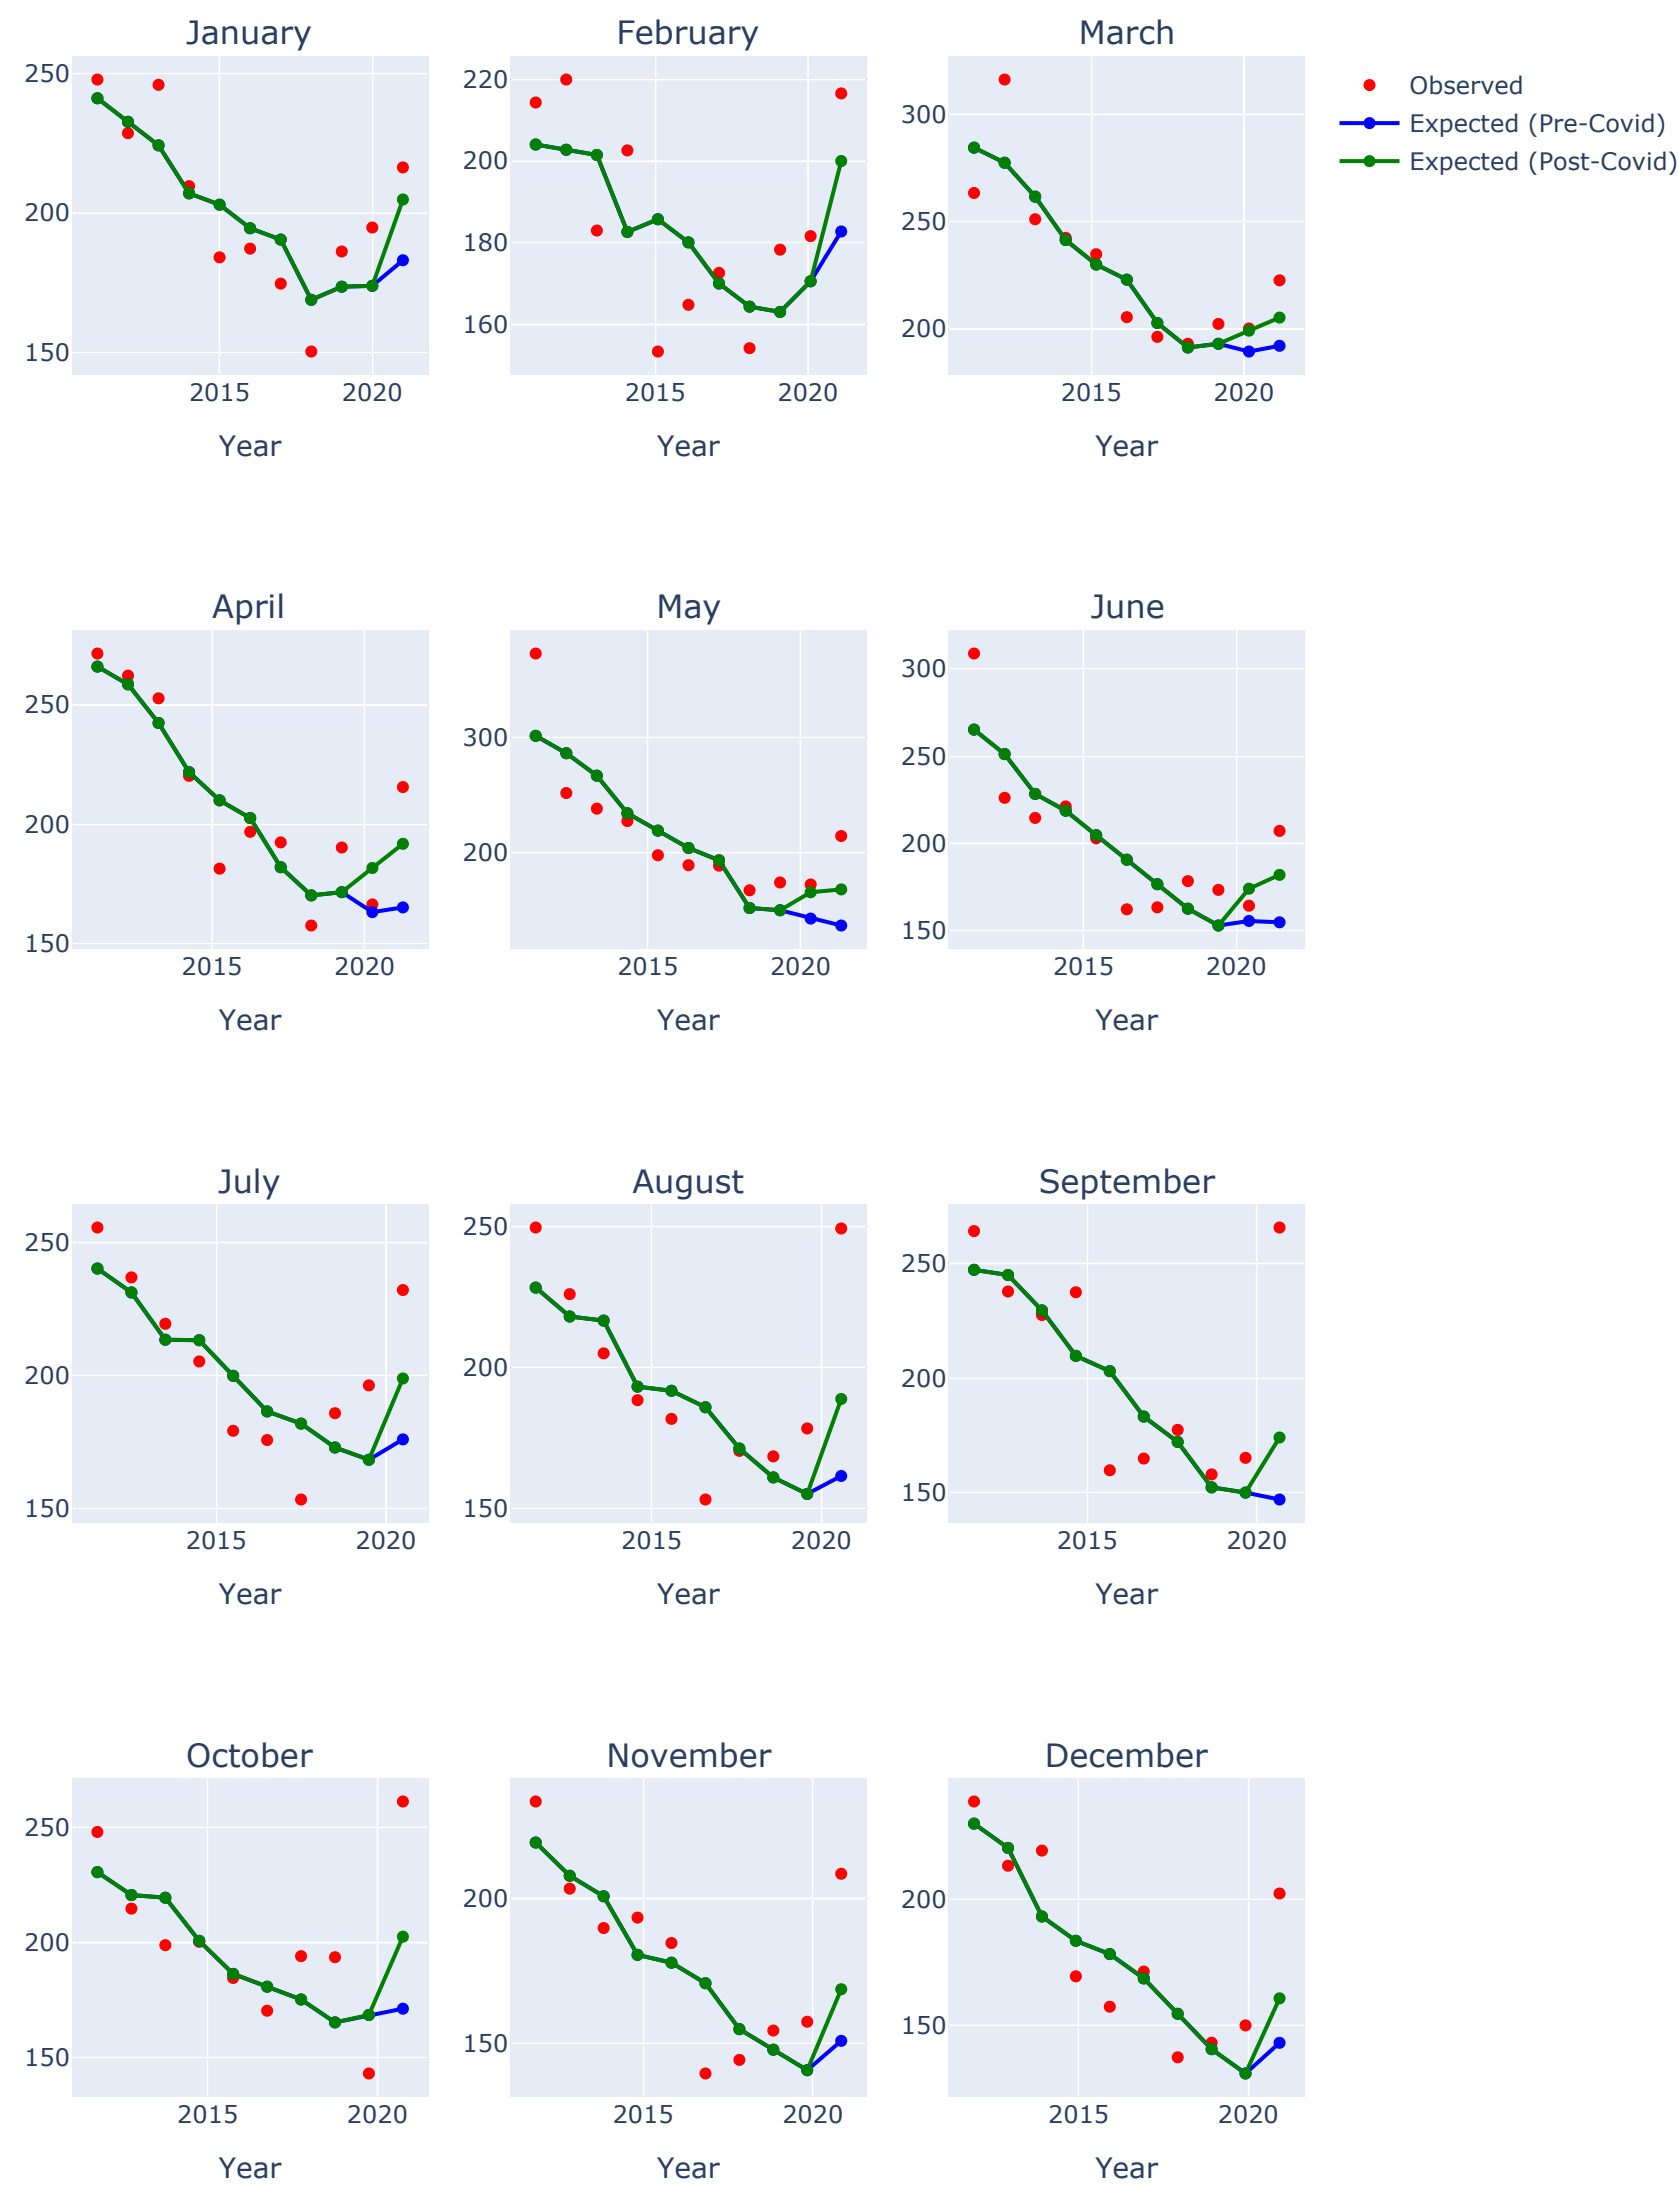 January
February
March
250
200
150
2015
2020
Year
220
200
180
160
2015
2020
Year
300
250
200
2015
2020
Year
Observed
Expected (Pre-Covid)
Expected (Post-Covid)
April
May
June
250
200
150
2015
2020
Year
300
200
2015
2020
Year
300
250
200
150
2015
2020
Year
July
August
September
250
200
150
2015
2020
Year
250
200
150
2015
2020
Year
250
200
150
2015
2020
Year
October
November
December
250
200
150
2015
2020
Year
200
150
2015
2020
Year
200
150
2015
2020
Year